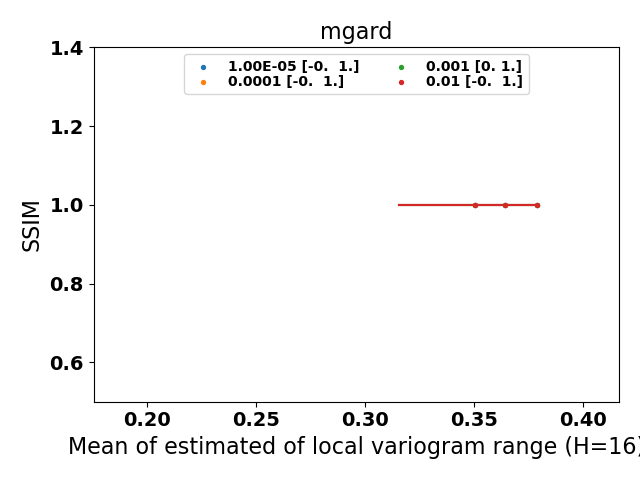 mgard
1.4
1.00E-05 [-0.  1.]
0.001 [0. 1.]
0.0001 [-0.  1.]
0.01 [-0.  1.]
1.2
1.0
0.8
0.6
SSIM
0.20 0.25 0.30 0.35 0.40
Mean of estimated of local variogram range (H=16)